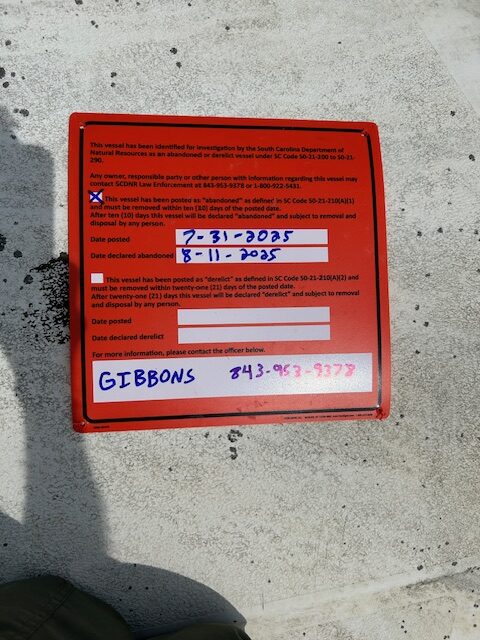 This vessel has been identified for investigation by the South Carolina Department of
Natural Resources as an abandoned or derelict vessel under SC Code 50-21-200 to 50-21-
290.
Any owner, responsible party or other person with information regarding this vessel may
contact SCDNR Law Enforcement at 843-953-9378 or 1-800-922-5431.
This vessel has been posted as "abandoned" as defined in SC Code 50-21-210(A)(1)
and must be removed within ten (10) days of the posted date.
After ten (10) days this vessel will be declared "abandoned" and subject to removal and
disposal by any person.
Date posted 7-31-2025
Date declared abandoned 8-11-2025
This vessel has been posted as "derelict" as defined in SC Code 50-21-210(A)(2) and
must be removed within twenty-one (21) days of the posted date.
After twenty-one (21) days this vessel will be declared "derelict" and subject to removal
and disposal by any person.
Date posted
Date declared derelict
For more information, please contact the officer below.
GIBBONS 843-953-9378